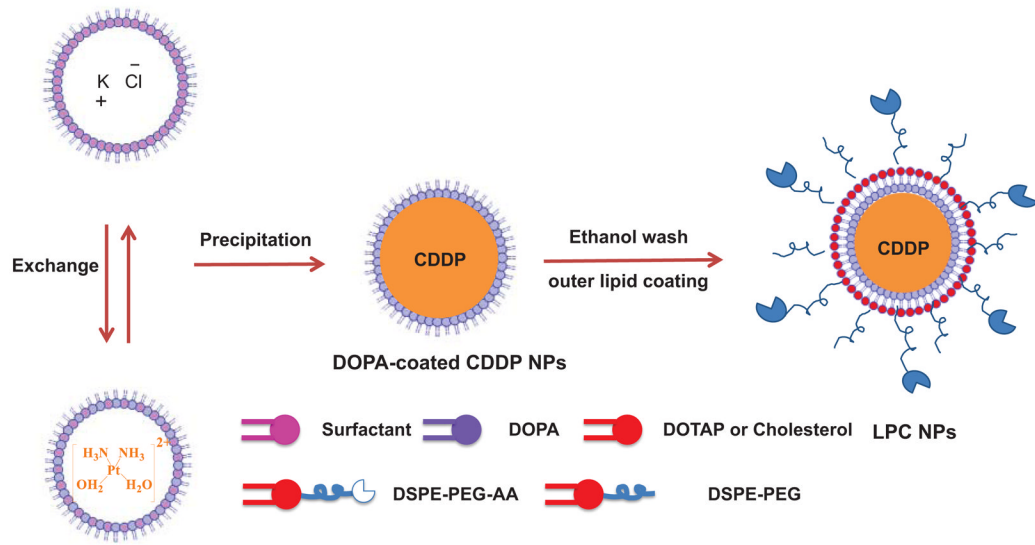 K
+
−
Cl
Exchange
Precipitation
CDDP
DOPA-coated CDDP NPs
Ethanol wash
outer lipid coating
CDDP
LPC NPs
2+
H₃N NH₃
Pt
OH₂ H₂O
Surfactant
DOPA
DOTAP or Cholesterol
DSPE-PEG-AA
DSPE-PEG